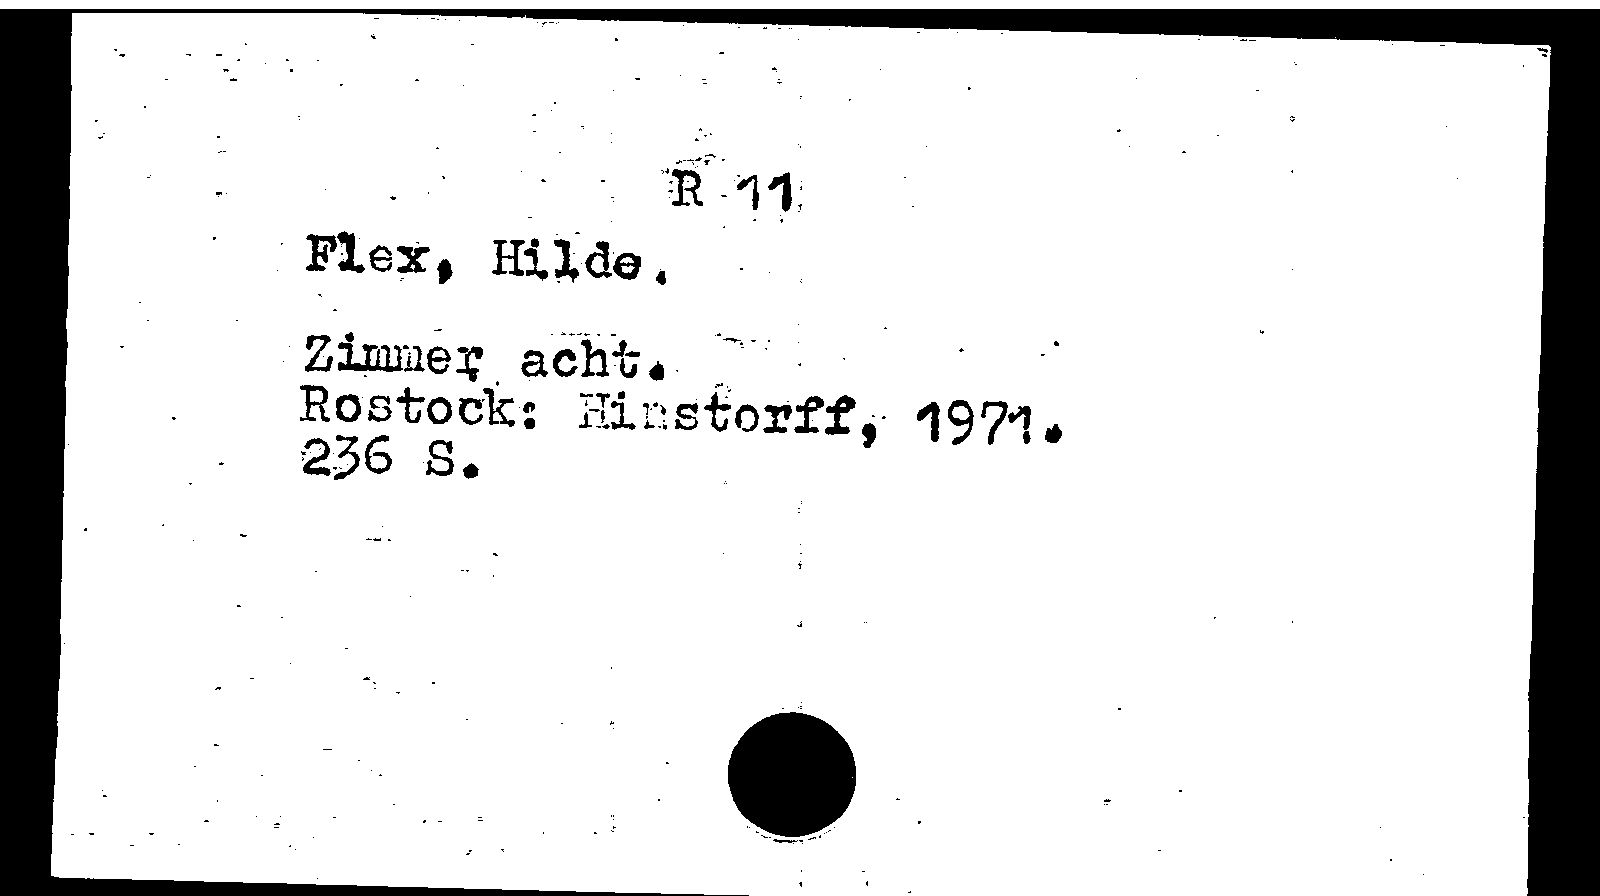 R 11
Flex, Hilde.
Zimmer acht.
Rostock: Hinstorff, 1971.
236 S.